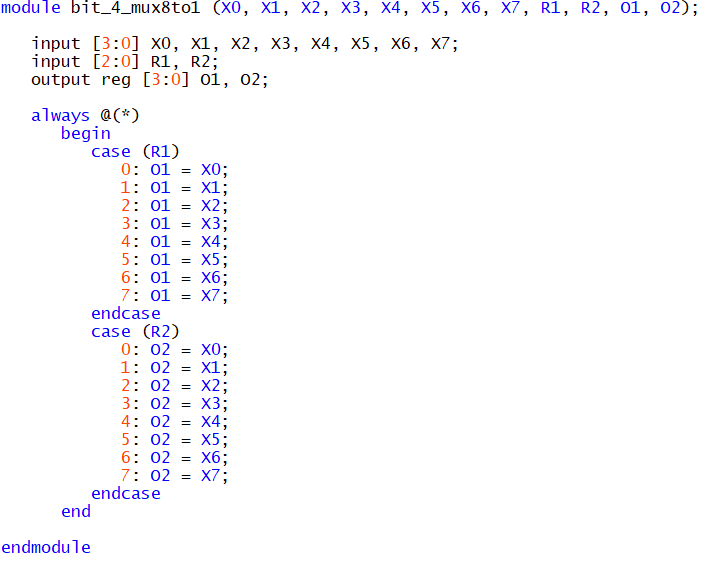 module bit_4_mux8to1 (X0, X1, X2, X3, X4, X5, X6, X7, R1, R2, O1, O2);
input [3:0] X0, X1, X2, X3, X4, X5, X6, X7;
input [2:0] R1, R2;
output reg [3:0] O1, O2;
always @(*)
begin
case (R1)
0: O1 = X0;
1: O1 = X1;
2: O1 = X2;
3: O1 = X3;
4: O1 = X4;
5: O1 = X5;
6: O1 = X6;
7: O1 = X7;
endcase
case (R2)
0: O2 = X0;
1: O2 = X1;
2: O2 = X2;
3: O2 = X3;
4: O2 = X4;
5: O2 = X5;
6: O2 = X6;
7: O2 = X7;
endcase
end
endmodule